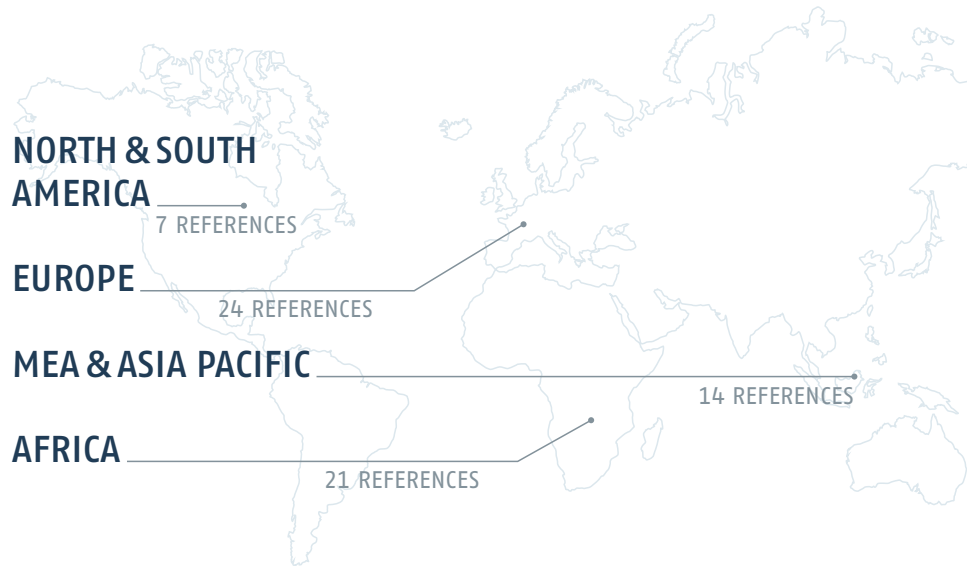 NORTH & SOUTH
AMERICA
7 REFERENCES
EUROPE
24 REFERENCES
MEA & ASIA PACIFIC
14 REFERENCES
AFRICA
21 REFERENCES